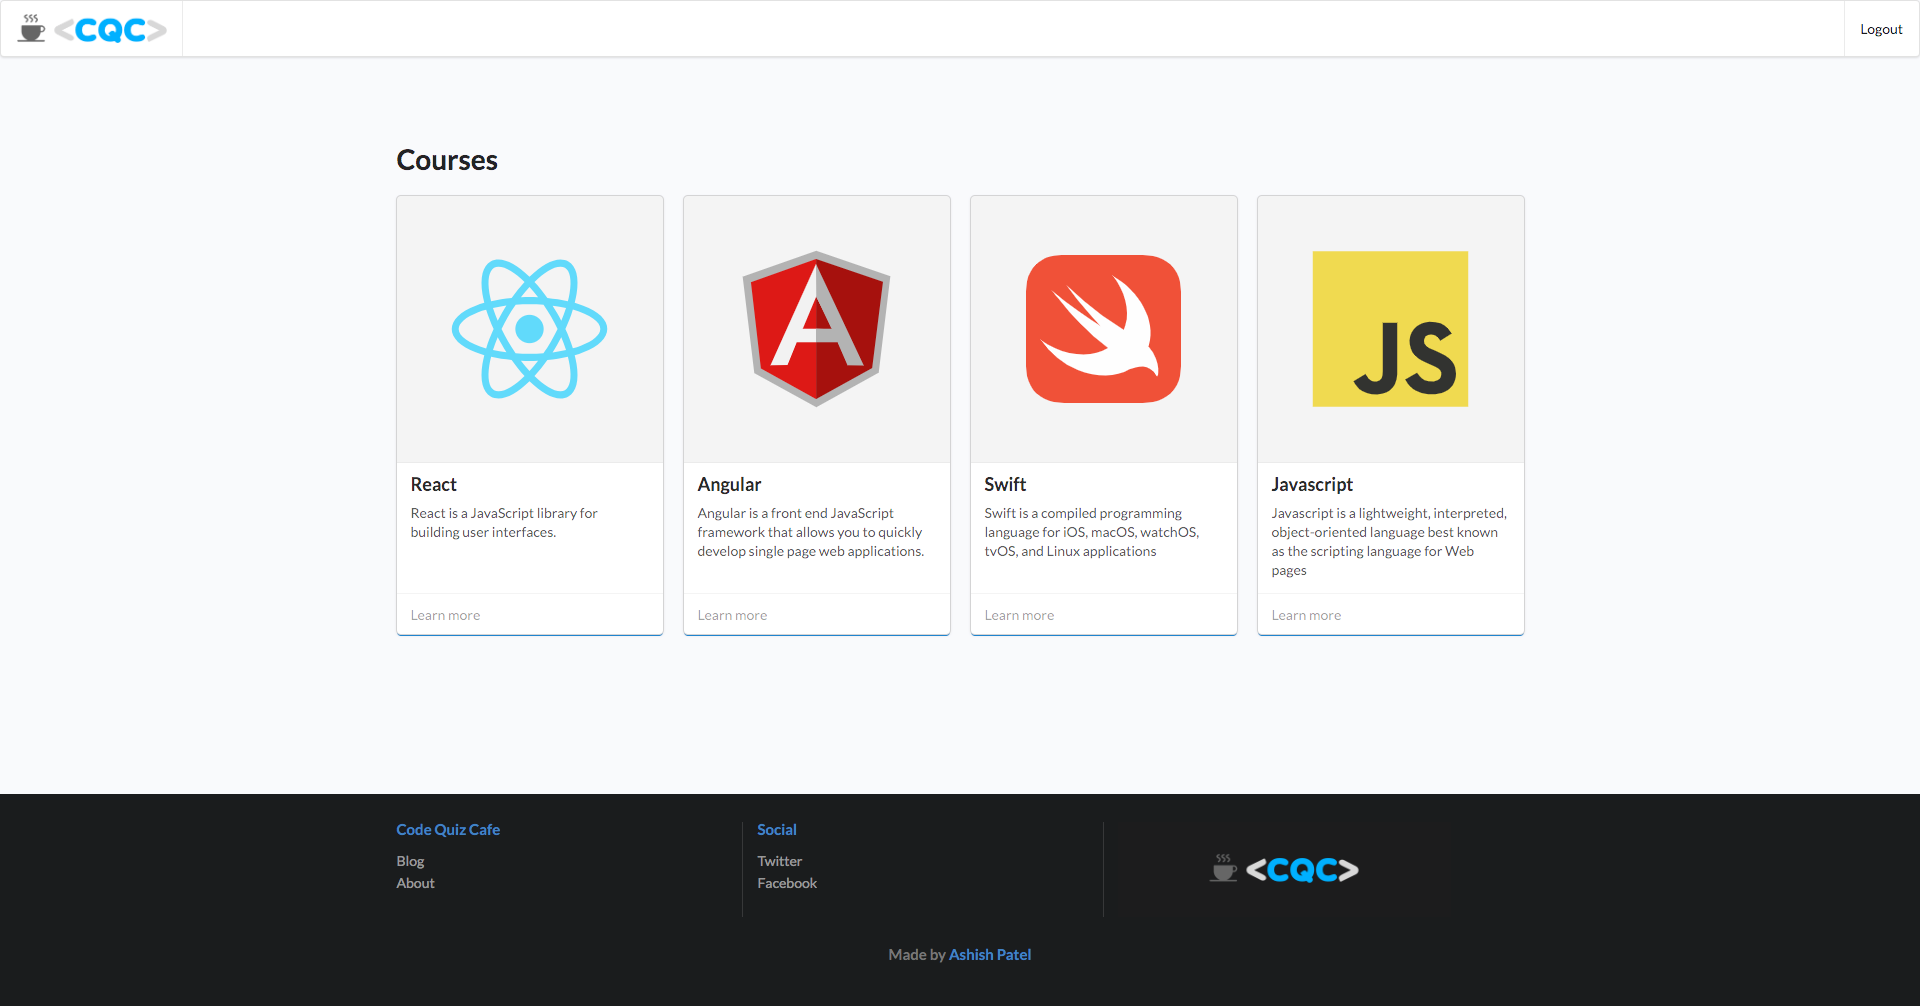 <CQC>
Logout
Courses
JS
React
React is a JavaScript library for
building user interfaces.
Learn more
Angular
Angular is a front end JavaScript
framework that allows you to quickly
develop single page web applications.
Learn more
Swift
Swift is a compiled programming
language for iOS, macOS, watchOS,
tvOS, and Linux applications
Learn more
Javascript
Javascript is a lightweight, interpreted,
object-oriented language best known
as the scripting language for Web
pages
Learn more
Code Quiz Cafe
Blog
About
Social
Twitter
Facebook
<CQC>
Made by Ashish Patel